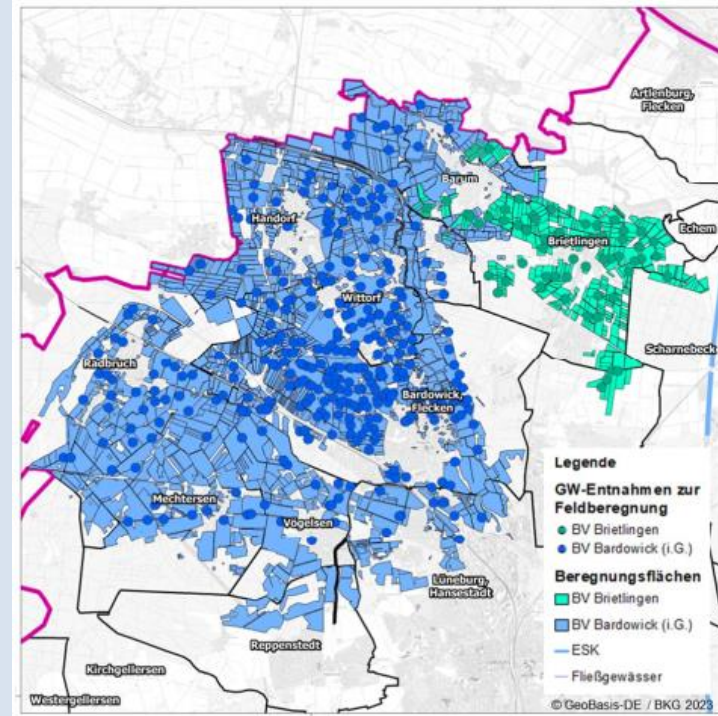 Artlenburg,
Flecken
Barum
Echem
Handorf
Brietlingen
Wittorf
Scharnebeck
Radbruch
Bardowick,
Flecken
Mechtersen
Vögelsen
Lüneburg,
Hansestadt
Reppenstedt
Kirchgellersen
Westergellersen
Legende
GW-Entnahmen zur
Feldberegnung
BV Brietlingen
BV Bardowick (i.G.)
Beregnungsflächen
BV Brietlingen
BV Bardowick (i.G.)
ESK
Fließgewässer
© GeoBasis-DE / BKG 2023